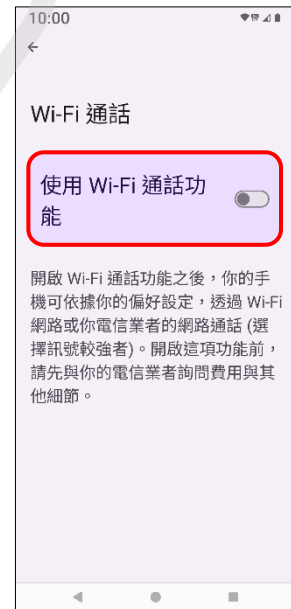 10:00
Wi-Fi 通話
使用 Wi-Fi 通話功
能
開啟 Wi-Fi 通話功能之後，你的手
機可依據你的偏好設定，透過 Wi-Fi
網路或你電信業者的網路通話 (選
擇訊號較強者)。開啟這項功能前，
請先與你的電信業者詢問費用與其
他細節。